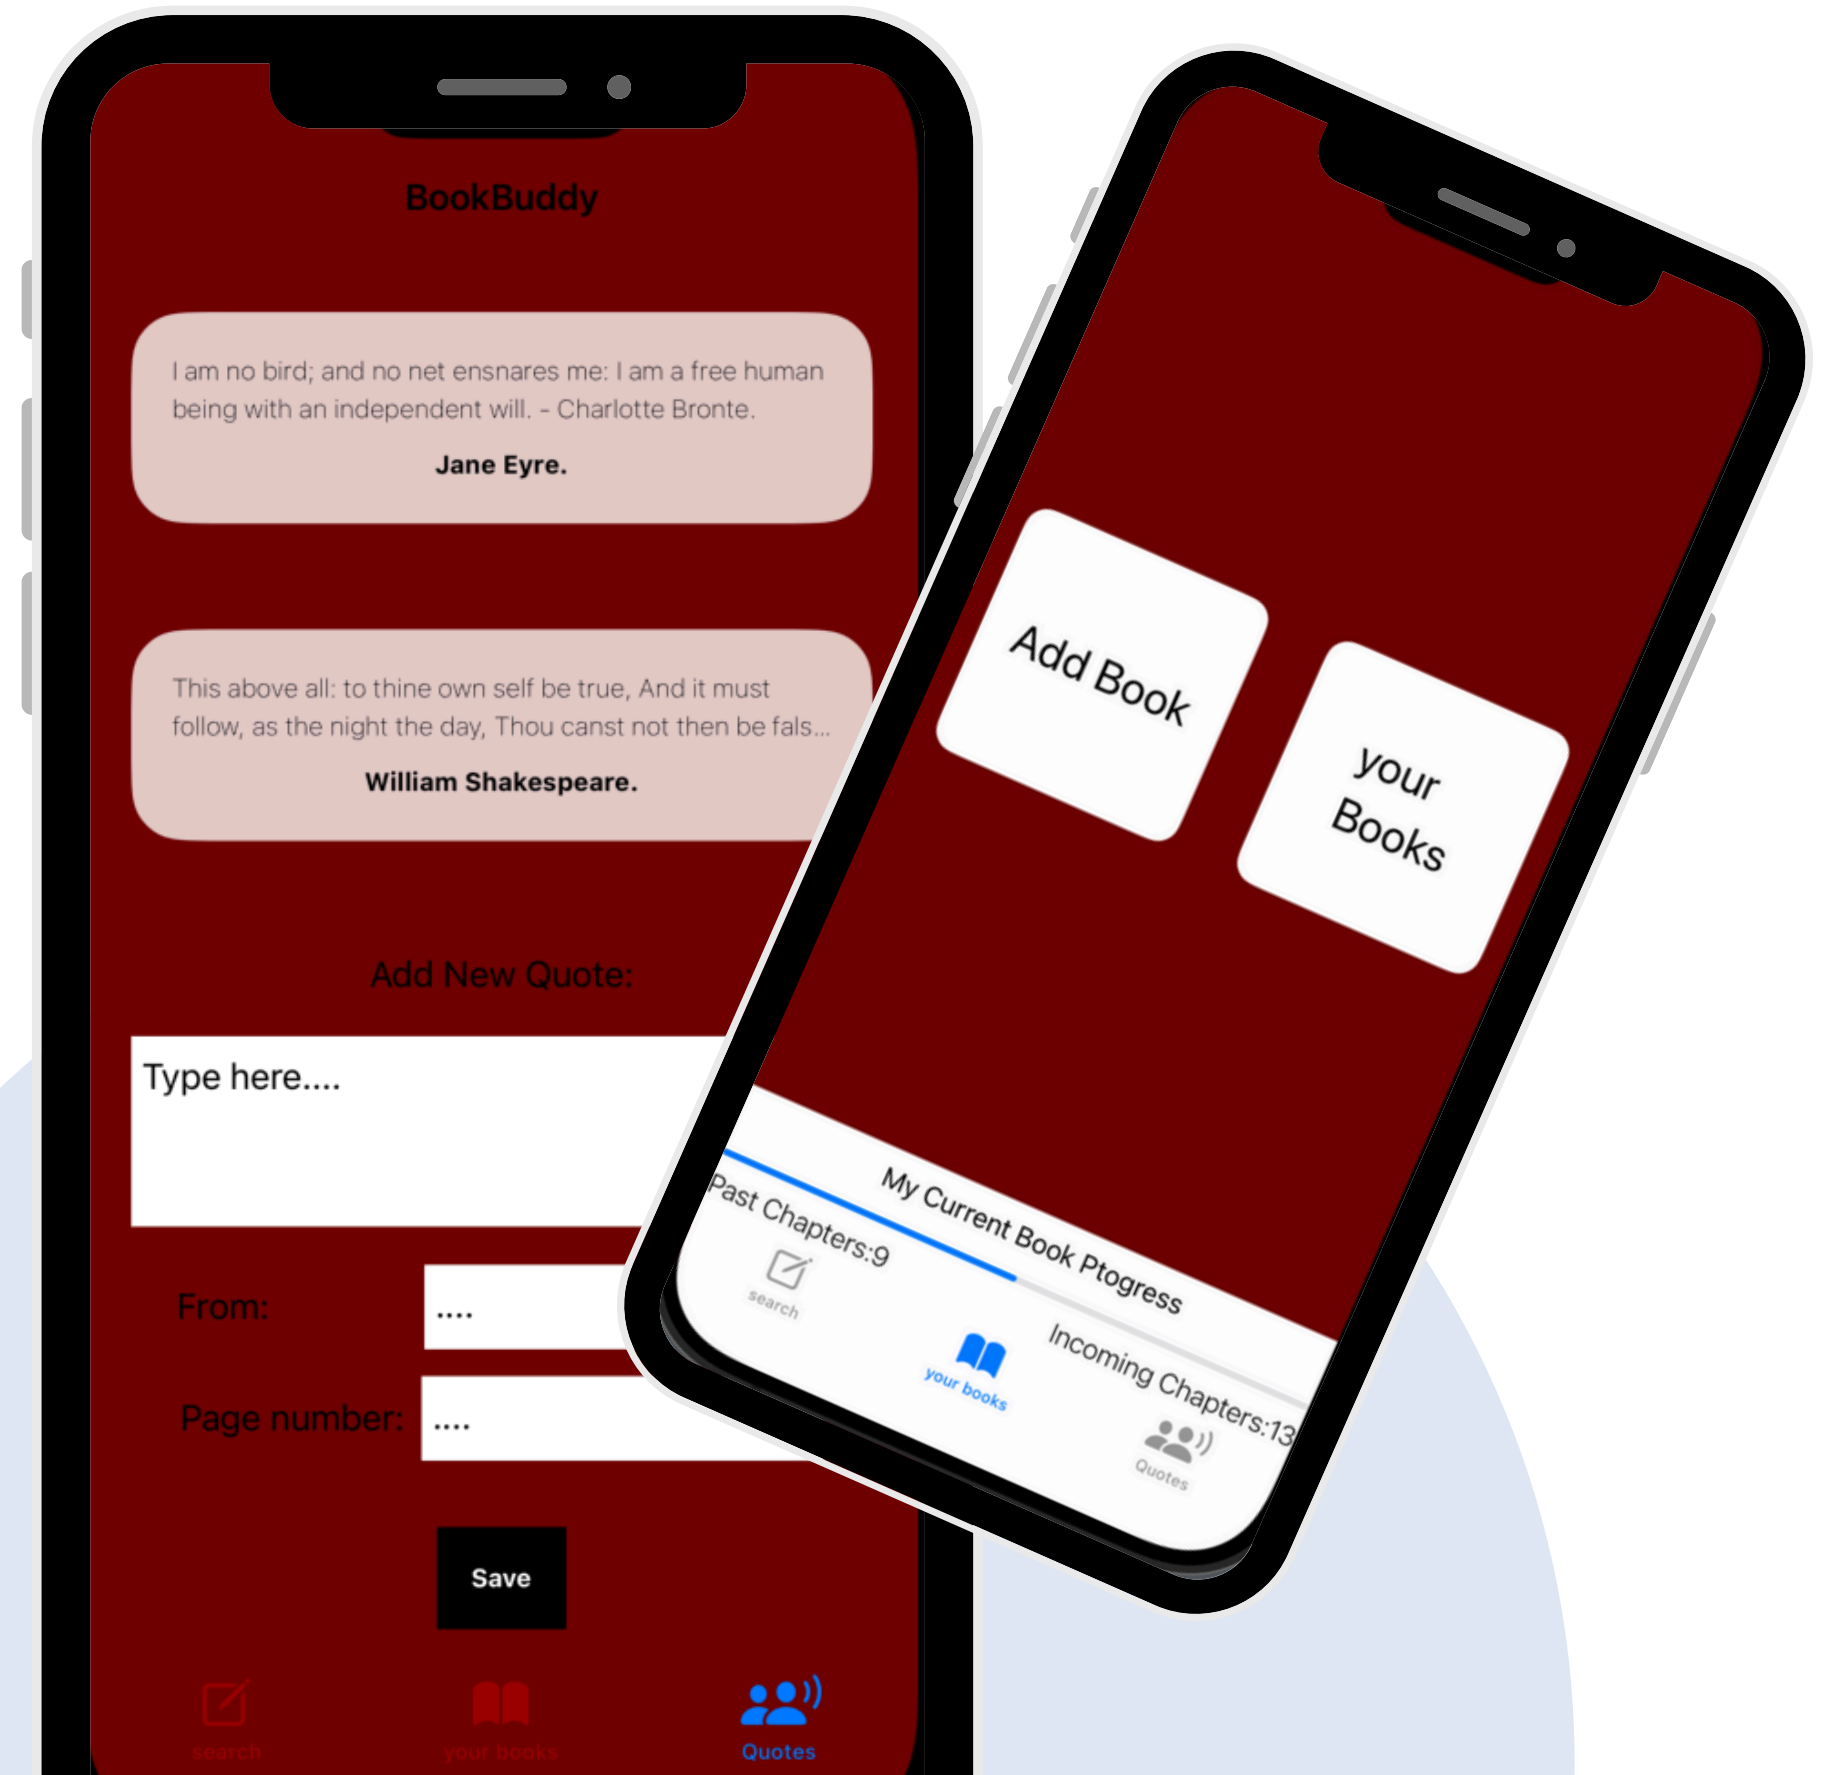 BookBuddy
I am no bird; and no net ensnares me: I am a free human
being with an independent will. - Charlotte Bronte.
Jane Eyre.
This above all: to thine own self be true, And it must
follow, as the night the day, Thou canst not then be fals...
William Shakespeare.
Add New Quote:
Type here....
From:
....
Page number:
....
Save
search
your books
Quotes
Add Book
your
Books
My Current Book Ptogress
Past Chapters:9
Incoming Chapters:13
search
your books
Quotes